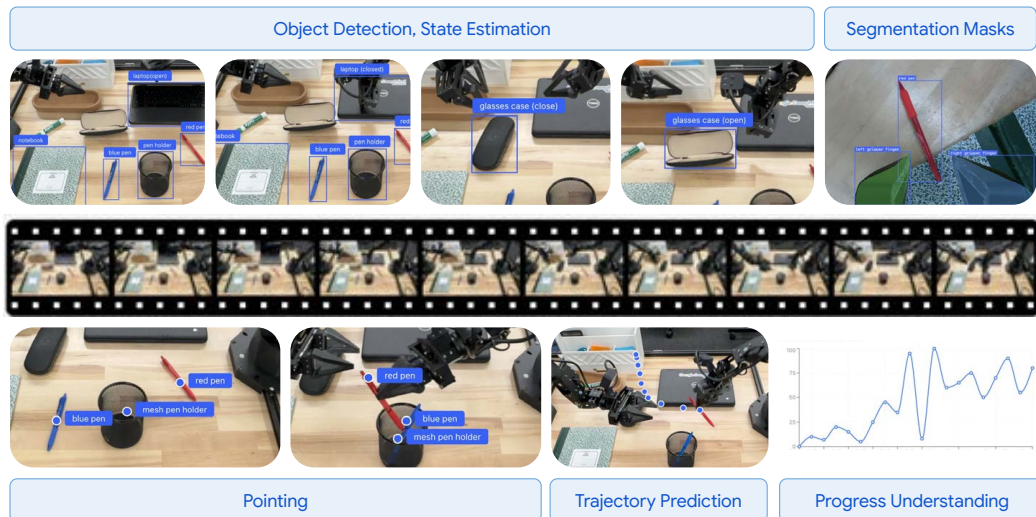 Object Detection, State Estimation
Segmentation Masks
laptop(open)
notebook
blue pen
pen holder
red pen
laptop (closed)
blue pen
pen holder
red
glasses case (close)
glasses case (open)
red pen
left gripper finger
right gripper finger
red pen
blue pen
mesh pen holder
red pen
blue pen
mesh pen holder
100
75
50
25
0
Pointing
Trajectory Prediction
Progress Understanding